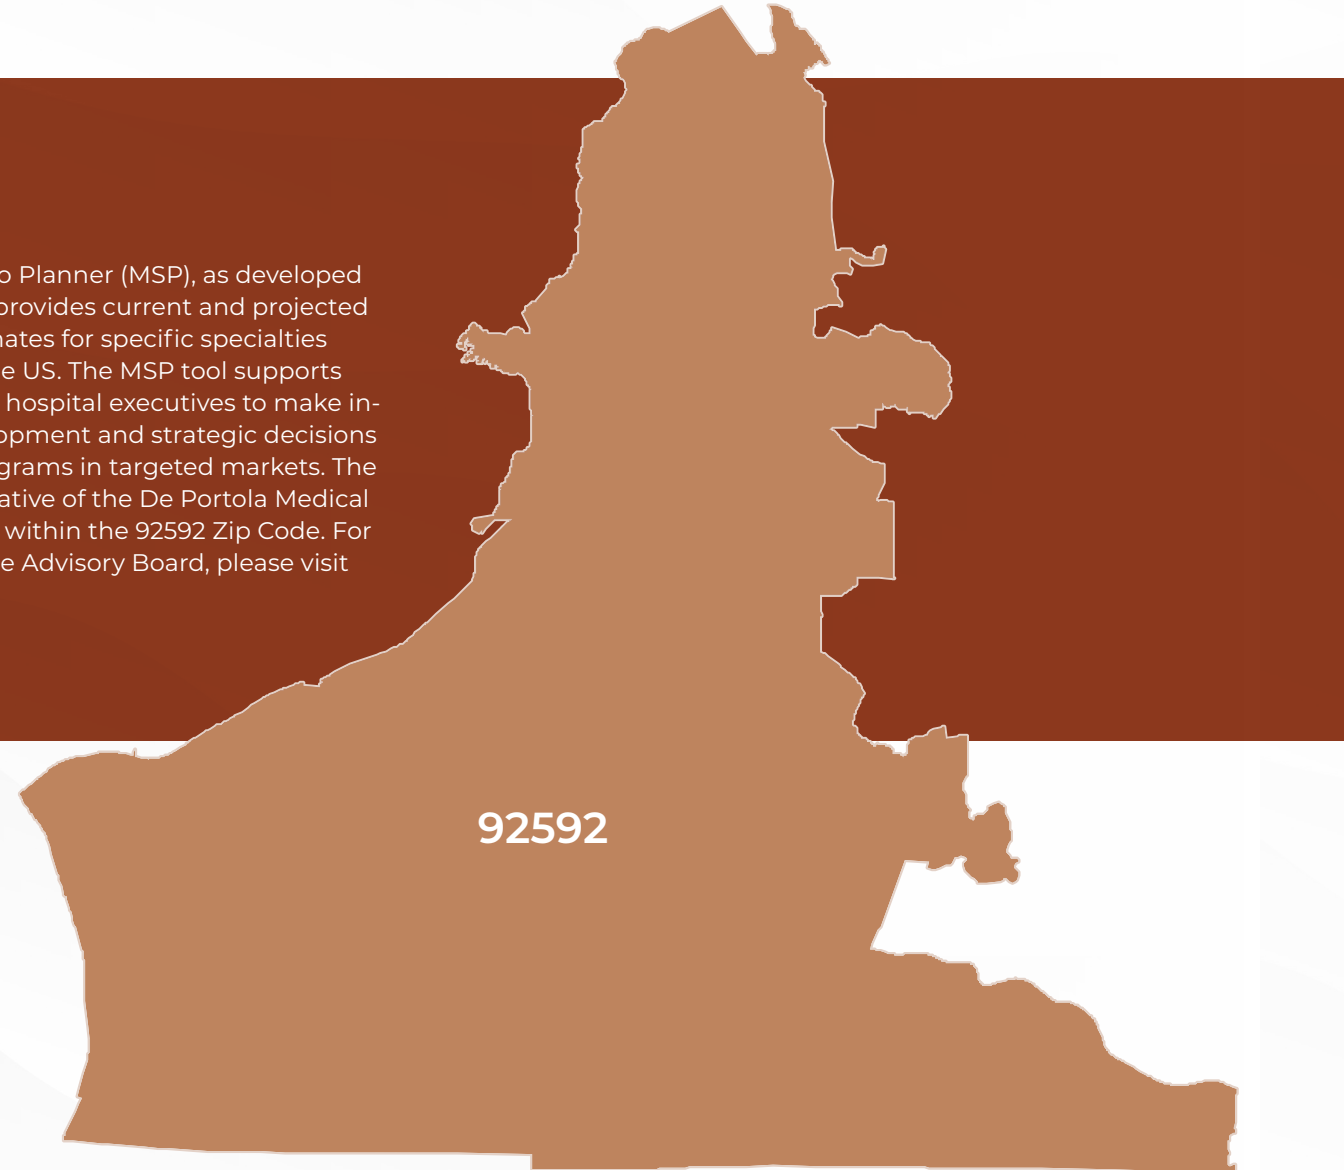 o Planner (MSP), as developed
provides current and projected
nates for specific specialties
e US. The MSP tool supports
hospital executives to make in-
opment and strategic decisions
grams in targeted markets. The
ative of the De Portola Medical
within the 92592 Zip Code. For
e Advisory Board, please visit
92592